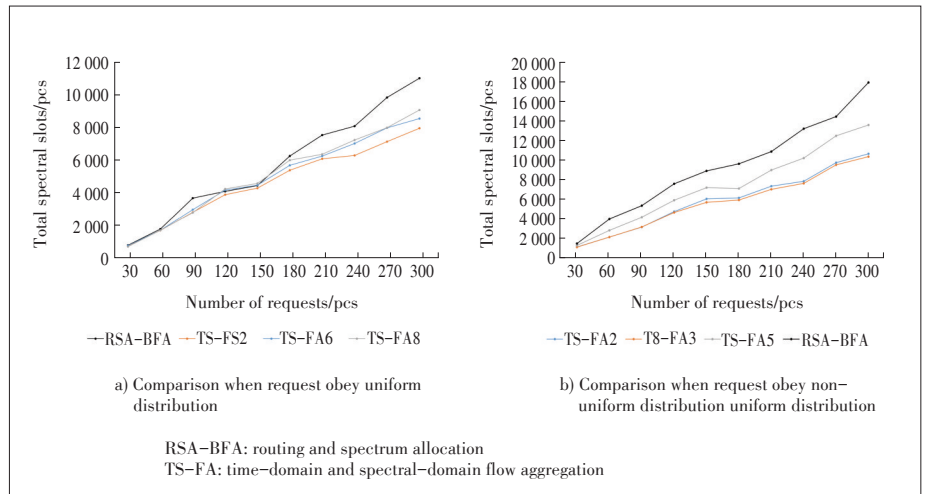 12 000
10 000
8 000
6 000
4 000
2 000
0
Total spectral slots/pcs
30 60 90 120 150 180 210 240 270 300
Number of requests/pcs
RSA-BFA TS-FS2 TS-FA6 TS-FA8
a) Comparison when request obey uniform
distribution
20 000
18 000
16 000
14 000
12 000
10 000
8 000
6 000
4 000
2 000
0
Total spectral slots/pcs
30 60 90 120 150 180 210 240 270 300
Number of requests/pcs
TS-FA2 T8-FA3 TS-FA5 RSA-BFA
b) Comparison when request obey non-
uniform distribution uniform distribution
RSA-BFA: routing and spectrum allocation
TS-FA: time-domain and spectral-domain flow aggregation